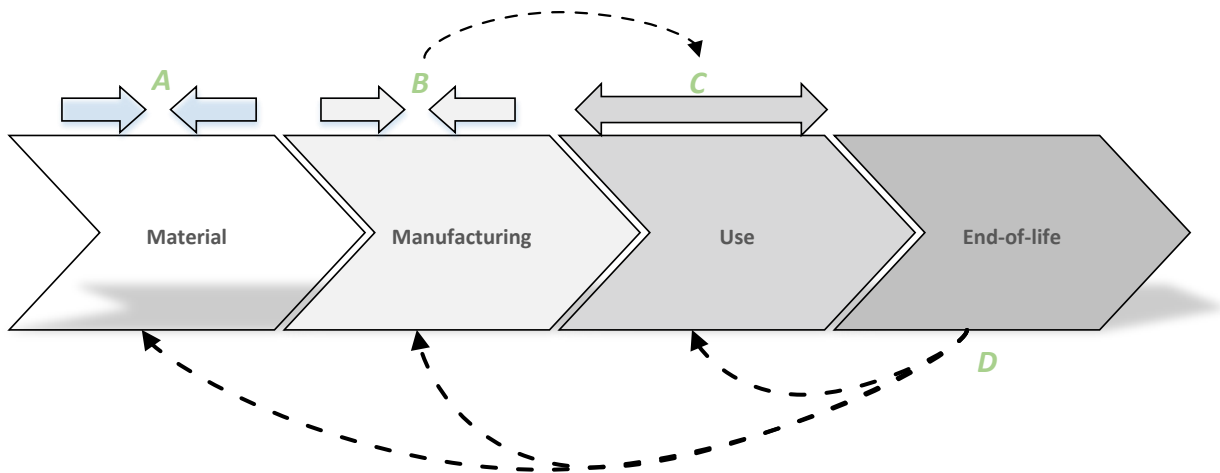 A
B
C
Material
Manufacturing
Use
End-of-life
D